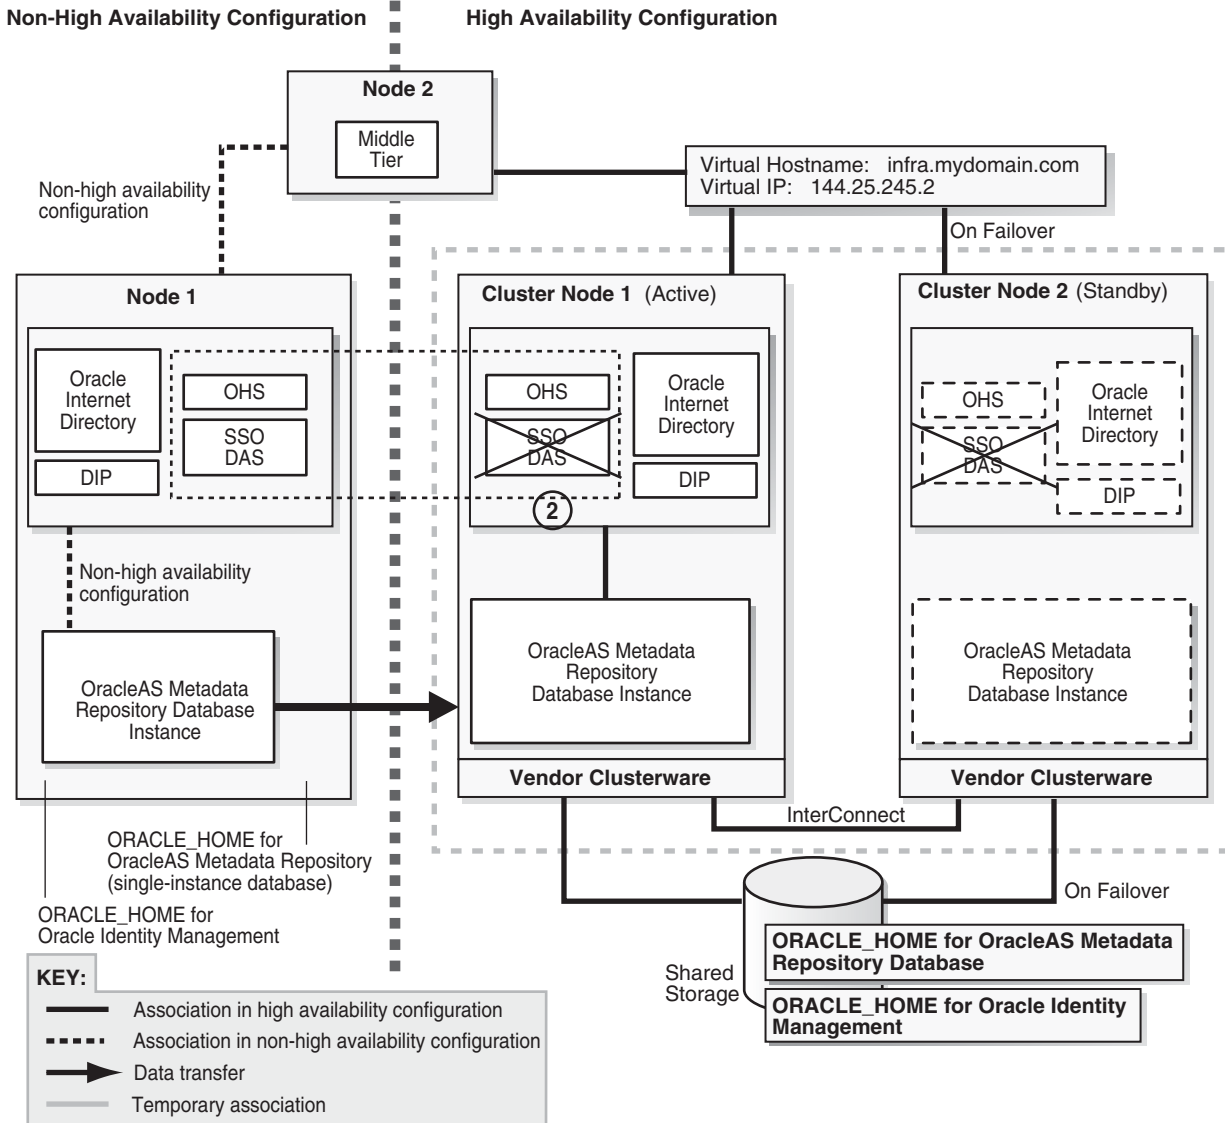 Non-High Availability Configuration
High Availability Configuration
Node 2
Middle
Tier
Virtual Hostname: infra.mydomain.com
Virtual IP: 144.25.245.2
Non-high availability
configuration
On Failover
Node 1
Oracle
Internet
Directory
DIP
OHS
SSO
DAS
Non-high availability
configuration
OracleAS Metadata
Repository Database
Instance
Cluster Node 1 (Active)
OHS
SSO
DAS
Oracle
Internet
Directory
DIP
2
OracleAS Metadata
Repository
Database Instance
Vendor Clusterware
Cluster Node 2 (Standby)
OHS
SSO
DAS
Oracle
Internet
Directory
DIP
OracleAS Metadata
Repository
Database Instance
Vendor Clusterware
InterConnect
ORACLE_HOME for
OracleAS Metadata Repository
(single-instance database)
ORACLE_HOME for
Oracle Identity Management
On Failover
Shared
Storage
ORACLE_HOME for OracleAS Metadata
Repository Database
ORACLE_HOME for Oracle Identity
Management
KEY:
Association in high availability configuration
Association in non-high availability configuration
Data transfer
Temporary association